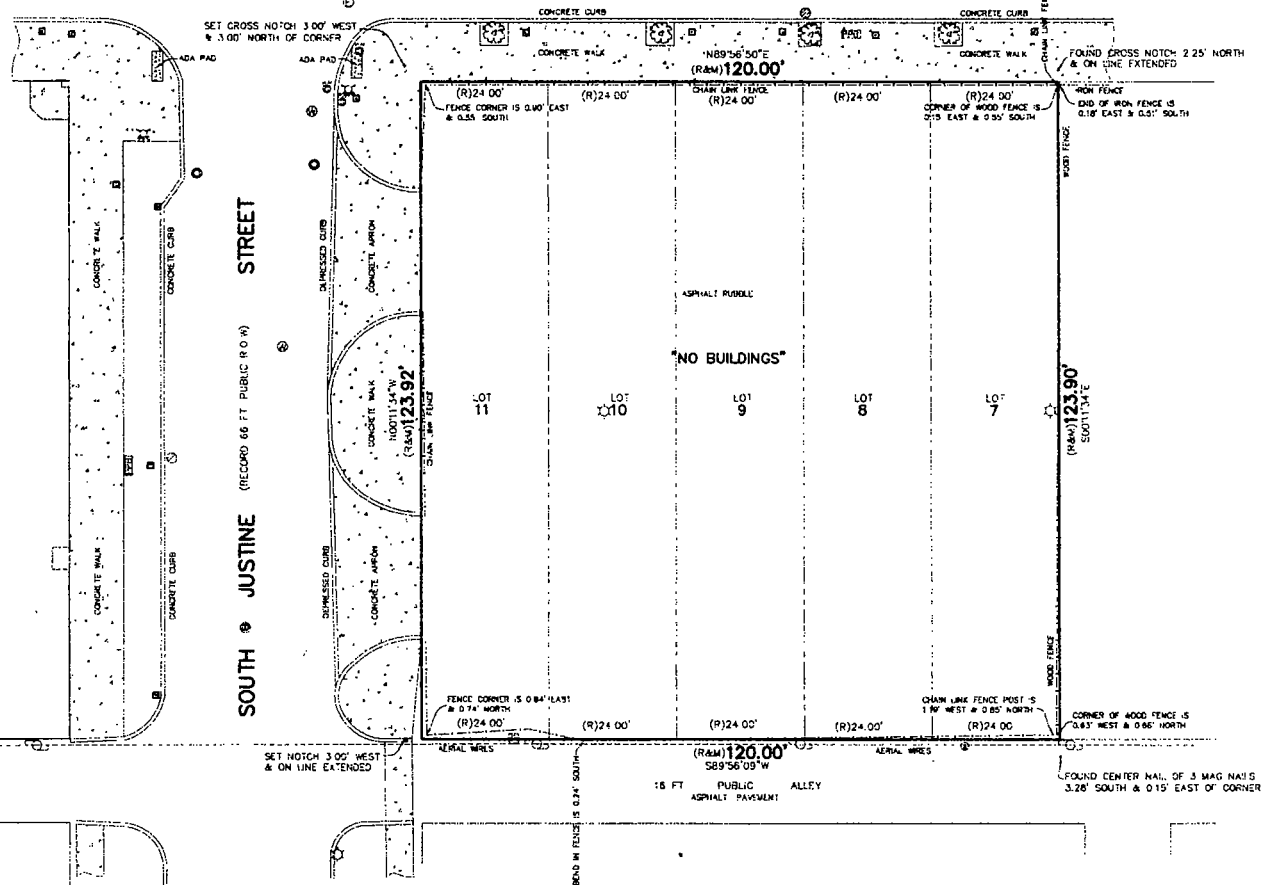 CONCRETE CURB
CONCRETE CURB
SET CROSS NOTCH 3.00' WEST
& 3.00' NORTH OF CORNER
ADA PAD
ADA PAD
CONCRETE WALK
N89°56'50"E
(R&M)120.00'
CONCRETE WALK
CHAIN LINK FENCE
FOUND CROSS NOTCH 2.25' NORTH
& ON LINE EXTENDED
(R)24.00'
(R)24.00'
CHAIN LINK FENCE
(R)24.00'
(R)24.00'
(R)24.00'
IRON FENCE
FENCE CORNER IS 0.90' EAST
& 0.55 SOUTH
CORNER OF WOOD FENCE IS
0.15 EAST & 0.55' SOUTH
END OF IRON FENCE IS
0.18' EAST & 0.51' SOUTH
WOOD FENCE
SOUTH JUSTINE STREET
(RECORD 66 FT PUBLIC R O W)
CONCRETE WALK
CONCRETE CURB
DEPRESSED CURB
CONCRETE APRON
ASPHALT RUBBLE
"NO BUILDINGS"
CONCRETE WALK
N00°11'34"W
(R&M)123.92'
CHAIN LINK FENCE
LOT
11
LOT
10
LOT
9
LOT
8
LOT
7
(R&M)123.90'
S00°11'34"E
CONCRETE WALK
CONCRETE CURB
DEPRESSED CURB
CONCRETE APRON
WOOD FENCE
FENCE CORNER IS 0.84' EAST
& 0.74' NORTH
CHAIN LINK FENCE POST IS
WEST & 0.85' NORTH
CORNER OF WOOD FENCE IS
0.63' WEST & 0.66' NORTH
(R)24.00'
(R)24.00'
(R)24.00'
(R)24.00'
(R)24.00
SET NOTCH 3.00' WEST
& ON LINE EXTENDED
AERIAL WIRES
(R&M)120.00'
S89°56'09"W
AERIAL WIRES
16 FT PUBLIC ALLEY
ASPHALT PAVEMENT
BEND IN FENCE IS 0.24' SOUTH
FOUND CENTER NAIL OF 3 MAG NAILS
3.28' SOUTH & 0.15' EAST OF CORNER